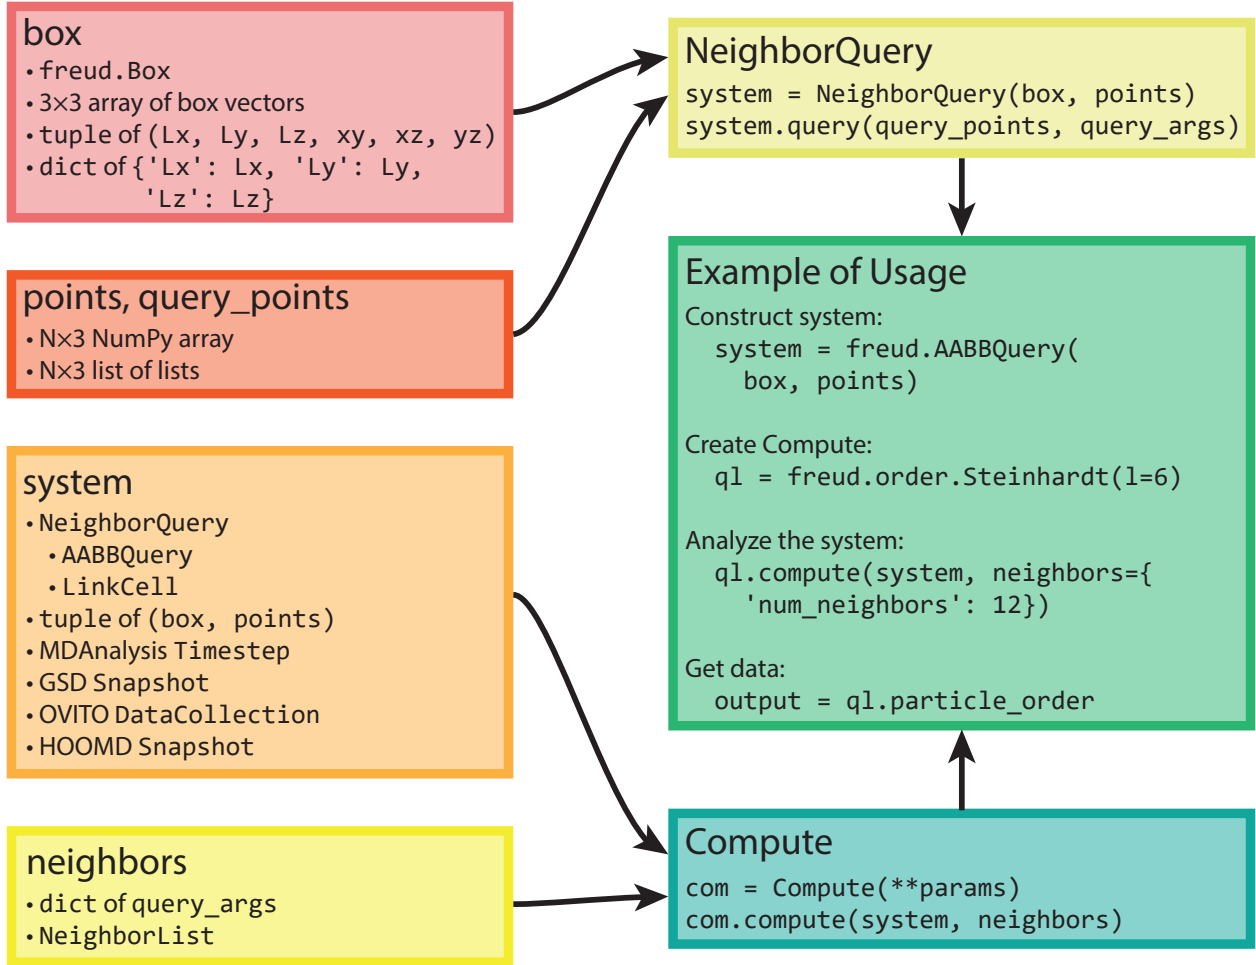 box
• freud.Box
• 3×3 array of box vectors
• tuple of (Lx, Ly, Lz, xy, xz, yz)
• dict of {'Lx': Lx, 'Ly': Ly,
'Lz': Lz}
points, query_points
• N×3 NumPy array
• N×3 list of lists
system
• NeighborQuery
• AABBQuery
• LinkCell
• tuple of (box, points)
• MDAnalysis Timestep
• GSD Snapshot
• OVITO DataCollection
• HOOMD Snapshot
neighbors
• dict of query_args
• NeighborList
NeighborQuery
system = NeighborQuery(box, points)
system.query(query_points, query_args)
Example of Usage
Construct system:
system = freud.AABBQuery(
box, points)
Create Compute:
ql = freud.order.Steinhardt(l=6)
Analyze the system:
ql.compute(system, neighbors={
'num_neighbors': 12})
Get data:
output = ql.particle_order
Compute
com = Compute(**params)
com.compute(system, neighbors)